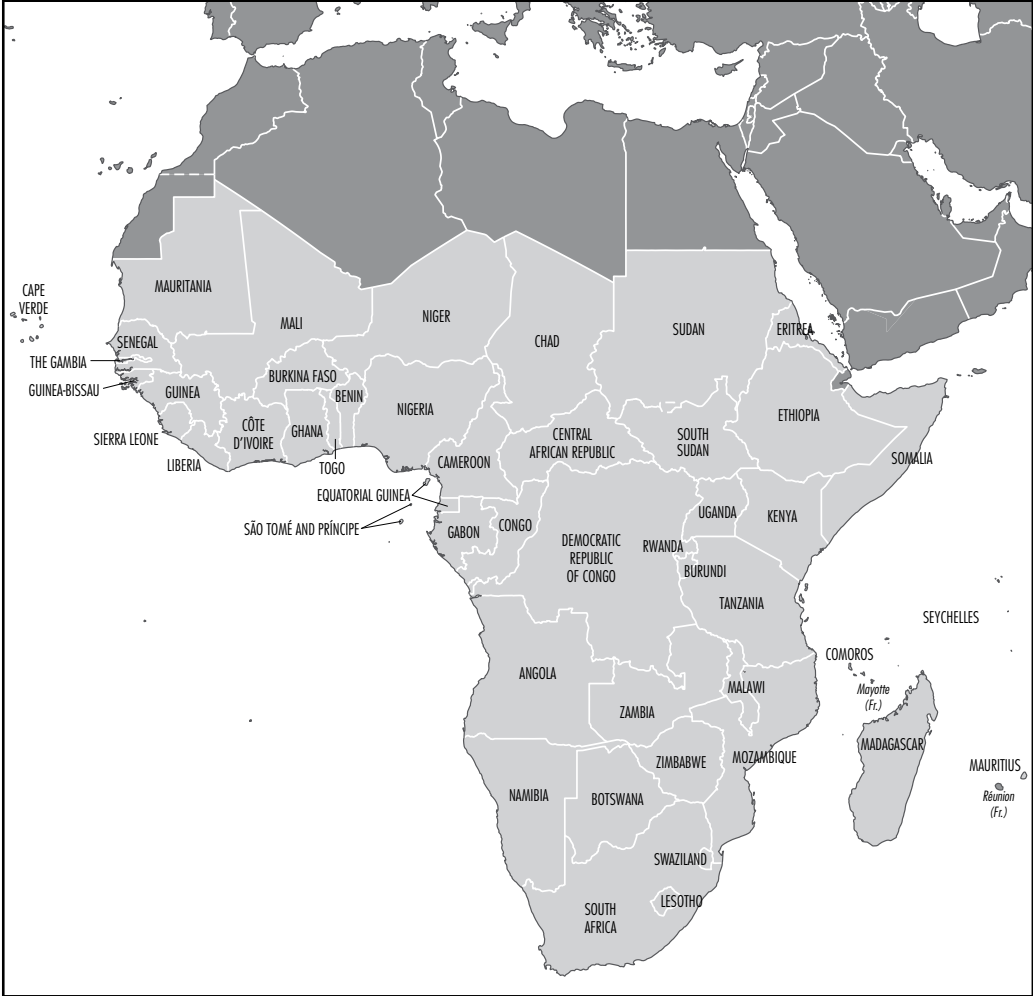 CAPE
VERDE
MAURITANIA
MALI
NIGER
CHAD
SUDAN
ERITREA
SENEGAL
THE GAMBIA
GUINEA-BISSAU
GUINEA
BURKINA FASO
BENIN
NIGERIA
ETHIOPIA
SIERRA LEONE
CÔTE
D'IVOIRE
GHANA
LIBERIA
TOGO
CAMEROON
CENTRAL
AFRICAN REPUBLIC
SOUTH
SUDAN
SOMALIA
EQUATORIAL GUINEA
SÃO TOMÉ AND PRÍNCIPE
GABON
CONGO
DEMOCRATIC
REPUBLIC
OF CONGO
UGANDA
KENYA
RWANDA
BURUNDI
TANZANIA
SEYCHELLES
COMOROS
Mayotte
(Fr.)
ANGOLA
ZAMBIA
MALAWI
MOZAMBIQUE
MADAGASCAR
MAURITIUS
Réunion
(Fr.)
ZIMBABWE
NAMIBIA
BOTSWANA
SWAZILAND
LESOTHO
SOUTH
AFRICA